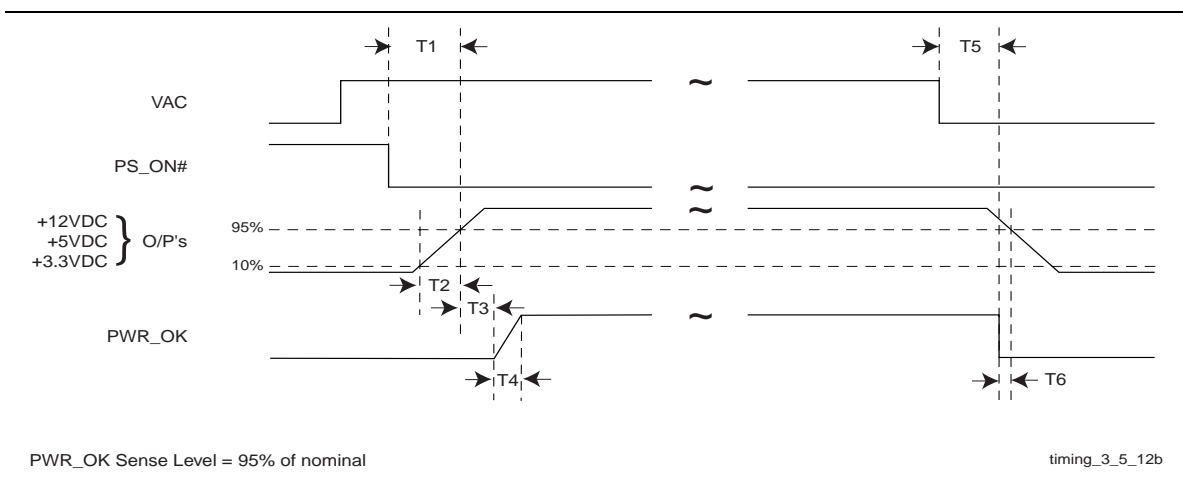 T1
T5
VAC
PS_ON#
+12VDC
+5VDC
+3.3VDC
} O/P's
95%
10%
T2
T3
PWR_OK
T4
T6
~
~
~
~
PWR_OK Sense Level = 95% of nominal
timing_3_5_12b